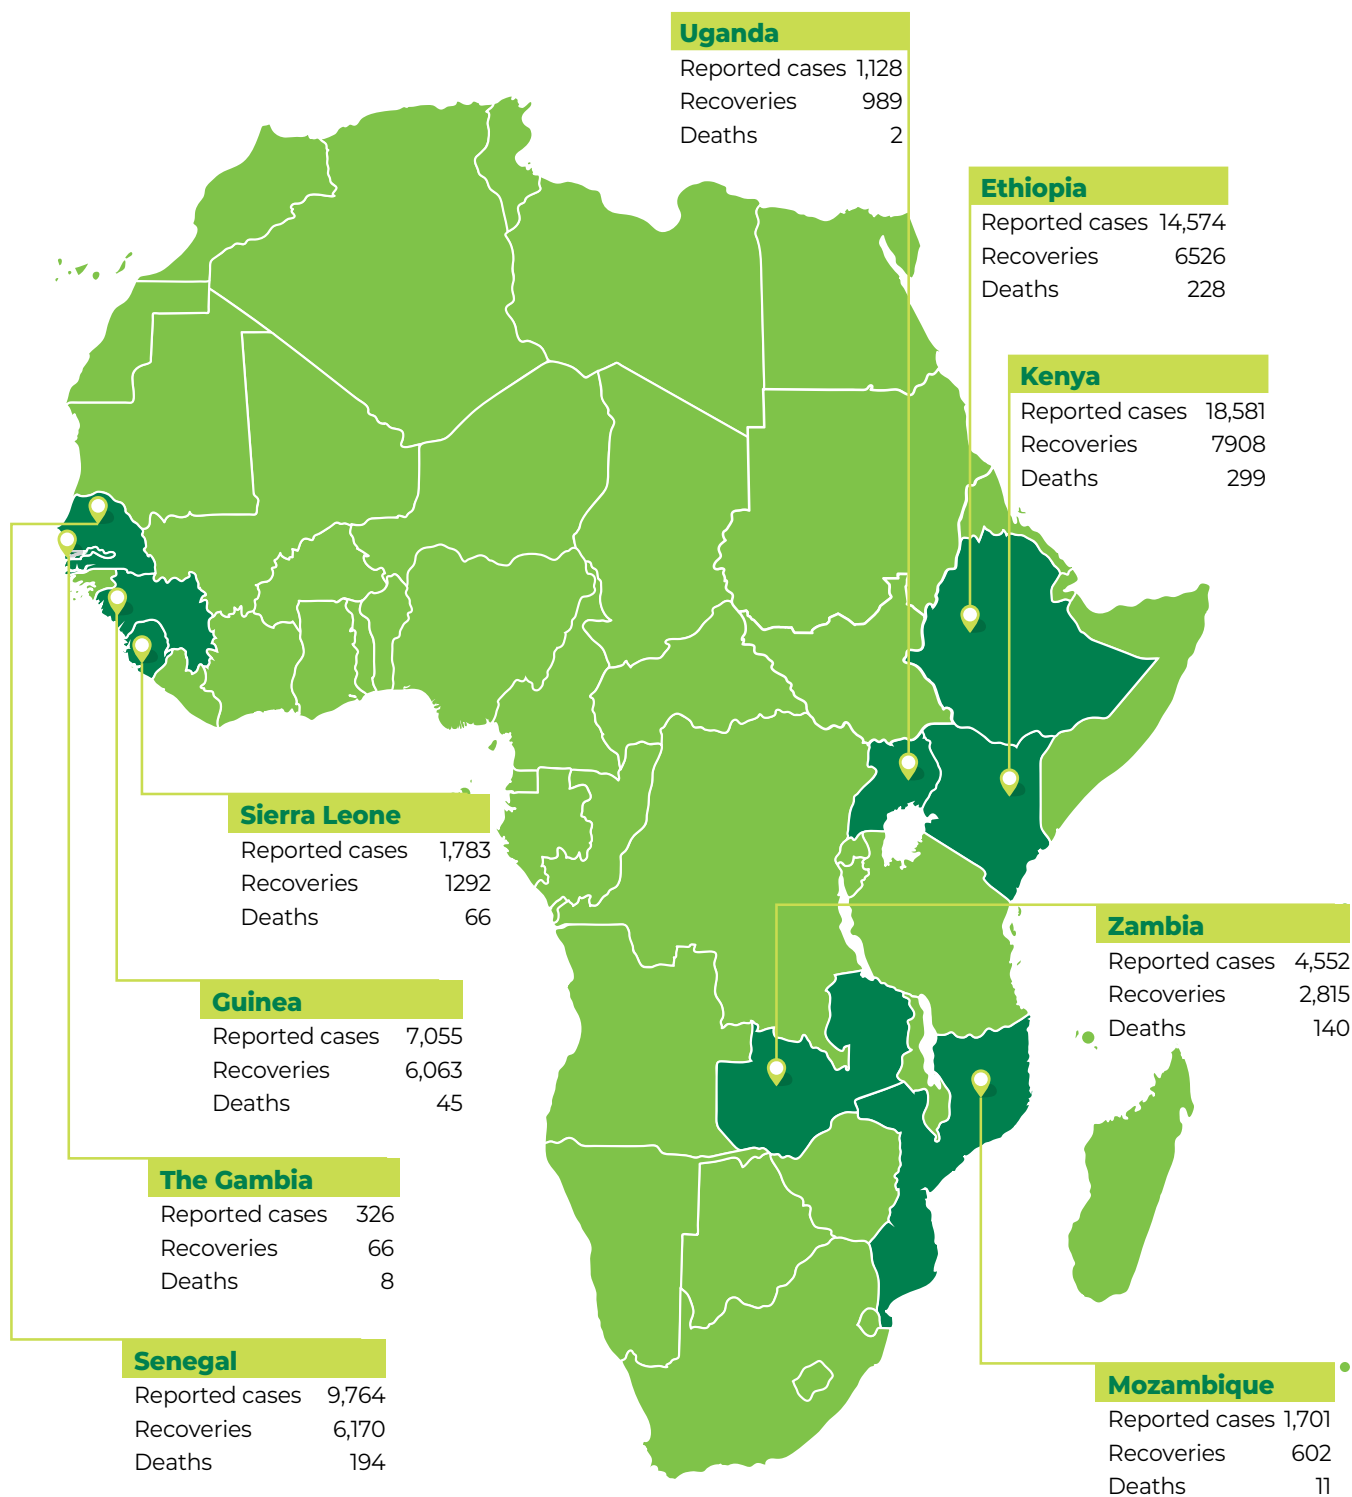 Uganda
Reported cases 1,128
Recoveries 989
Deaths 2
Ethiopia
Reported cases 14,574
Recoveries 6526
Deaths 228
Kenya
Reported cases 18,581
Recoveries 7908
Deaths 299
Sierra Leone
Reported cases 1,783
Recoveries 1292
Deaths 66
Zambia
Reported cases 4,552
Recoveries 2,815
Deaths 140
Guinea
Reported cases 7,055
Recoveries 6,063
Deaths 45
The Gambia
Reported cases 326
Recoveries 66
Deaths 8
Senegal
Reported cases 9,764
Recoveries 6,170
Deaths 194
Mozambique
Reported cases 1,701
Recoveries 602
Deaths 11